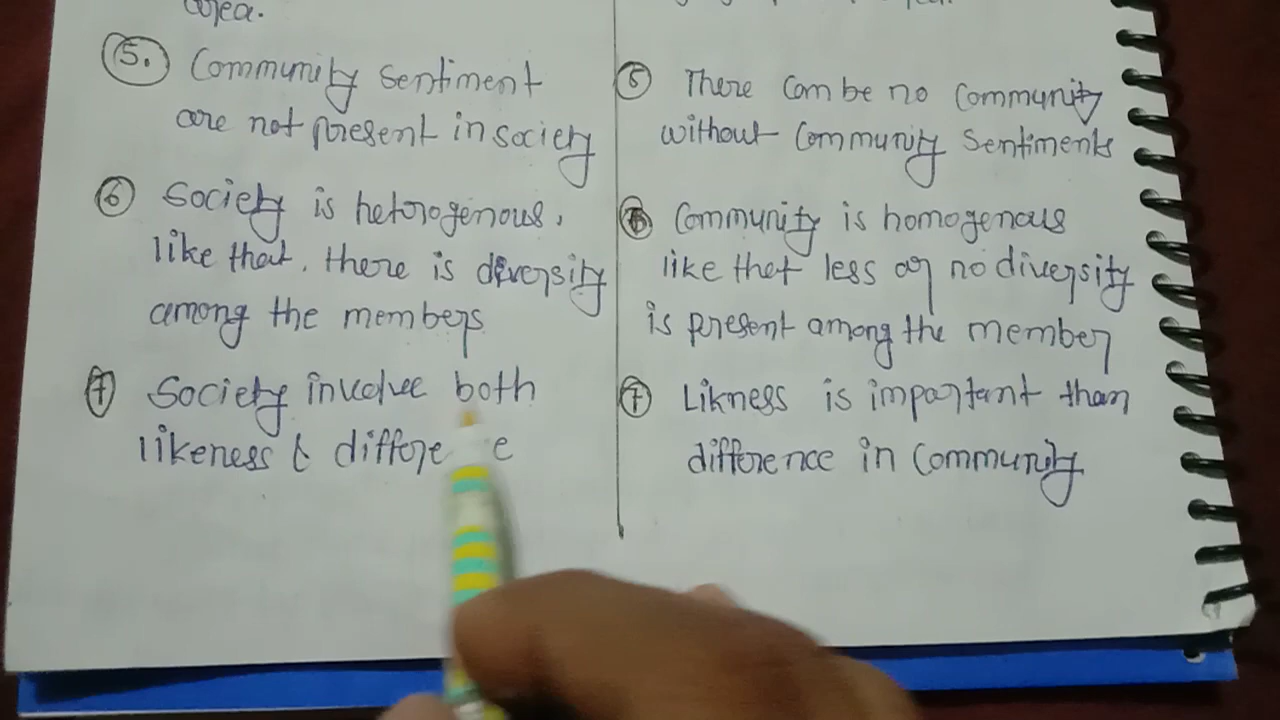 area.
5. Community Sentiment
are not present in society
6 Society is heterogenous,
like that, there is diversity
among the members
7 Society involve both
likeness & differe e
5 There can be no Community
without Community Sentiments
6 Community is homogenous
like that less or no diversity
is present among the member
7 Likness is important than
difference in Community